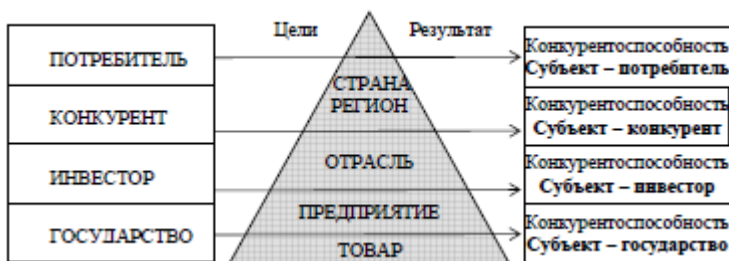 Цели
Результат
ПОТРЕБИТЕЛЬ
КОНКУРЕНТ
ИНВЕСТОР
ГОСУДАРСТВО
СТРАНА
РЕГИОН
ОТРАСЛЬ
ПРЕДПРИЯТИЕ
ТОВАР
Конкурентоспособность
Субъект – потребитель
Конкурентоспособность
Субъект – конкурент
Конкурентоспособность
Субъект – инвестор
Конкурентоспособность
Субъект – государство